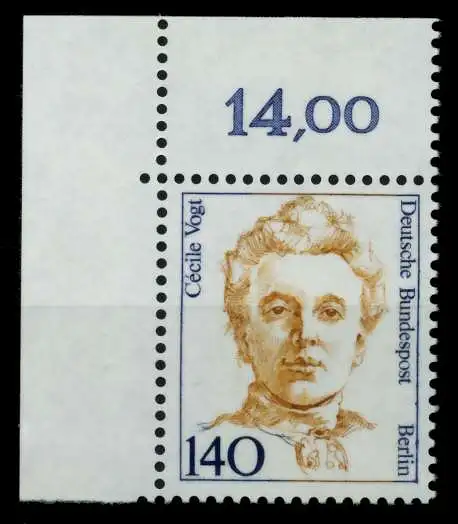 14,00
Cécile Vogt
Deutsche Bundespost Berlin
140